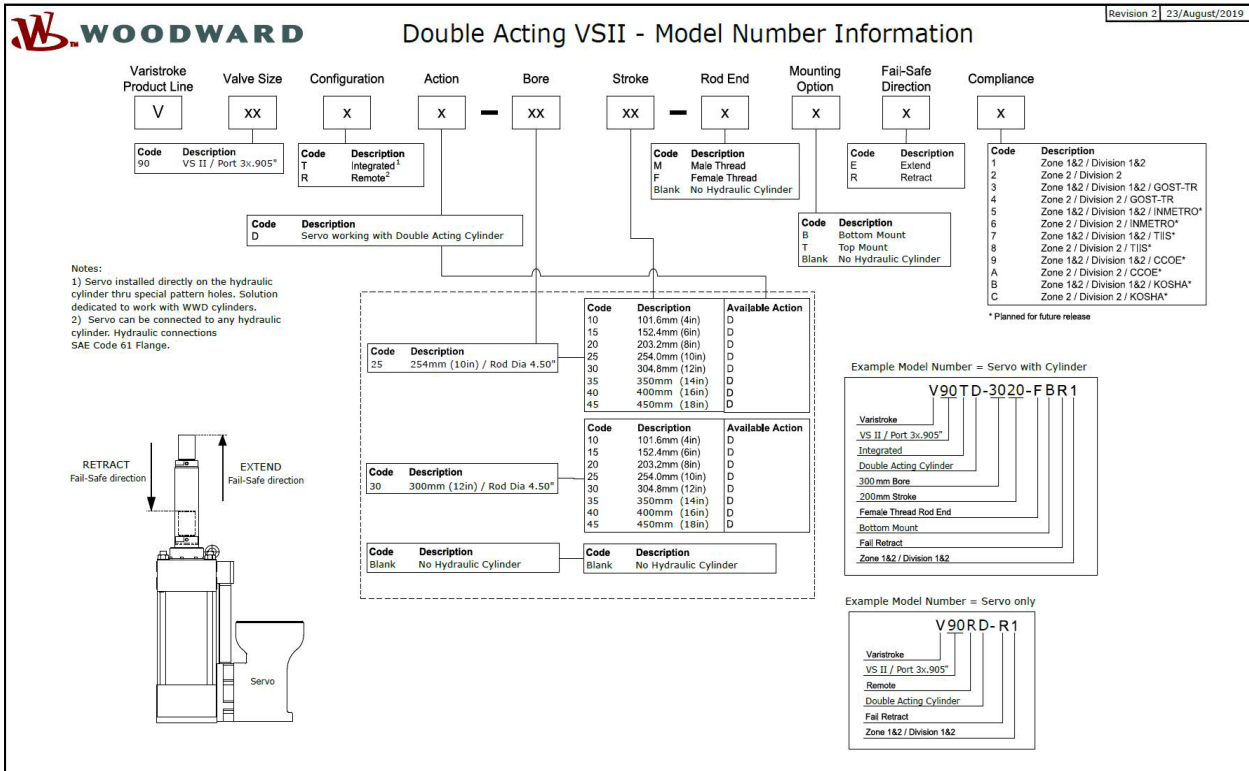 Revision 2 23/August/2019
W TM WOODWARD
Double Acting VSII - Model Number Information
Varistroke Product Line
Valve Size
Configuration
Action
Bore
Stroke
Rod End
Mounting Option
Fail-Safe Direction
Compliance
V xx x x - xx xx - x x x x
Code Description
90 VS II / Port 3x.905"
Code Description
T Integrated1
R Remote2
Code Description
M Male Thread
F Female Thread
Blank No Hydraulic Cylinder
Code Description
E Extend
R Retract
Code Description
1 Zone 1&2 / Division 1&2
2 Zone 2 / Division 2
3 Zone 1&2 / Division 1&2 / GOST-TR
4 Zone 2 / Division 2 / GOST-TR
5 Zone 1&2 / Division 1&2 / INMETRO*
6 Zone 2 / Division 2 / INMETRO*
7 Zone 1&2 / Division 1&2 / TIIS*
8 Zone 2 / Division 2 / TIIS*
9 Zone 1&2 / Division 1&2 / CCOE*
A Zone 2 / Division 2 / CCOE*
B Zone 1&2 / Division 1&2 / KOSHA*
C Zone 2 / Division 2 / KOSHA*
* Planned for future release
Code Description
D Servo working with Double Acting Cylinder
Code Description
B Bottom Mount
T Top Mount
Blank No Hydraulic Cylinder
Notes:
1) Servo installed directly on the hydraulic
cylinder thru special pattern holes. Solution
dedicated to work with WWD cylinders.
2) Servo can be connected to any hydraulic
cylinder. Hydraulic connections
SAE Code 61 Flange.
Code Description
25 254mm (10in) / Rod Dia 4.50"
Code Description Available Action
10 101.6mm (4in) D
15 152.4mm (6in) D
20 203.2mm (8in) D
25 254.0mm (10in) D
30 304.8mm (12in) D
35 350mm (14in) D
40 400mm (16in) D
45 450mm (18in) D
Code Description
30 300mm (12in) / Rod Dia 4.50"
Code Description Available Action
10 101.6mm (4in) D
15 152.4mm (6in) D
20 203.2mm (8in) D
25 254.0mm (10in) D
30 304.8mm (12in) D
35 350mm (14in) D
40 400mm (16in) D
45 450mm (18in) D
Code Description
Blank No Hydraulic Cylinder
Code Description
Blank No Hydraulic Cylinder
RETRACT
Fail-Safe direction
EXTEND
Fail-Safe direction
Servo
Example Model Number = Servo with Cylinder
V90TD-3020-FBR1
Varistroke
VS II / Port 3x.905"
Integrated
Double Acting Cylinder
300mm Bore
200mm Stroke
Female Thread Rod End
Bottom Mount
Fail Retract
Zone 1&2 / Division 1&2
Example Model Number = Servo only
V90RD-R1
Varistroke
VS II / Port 3x.905"
Remote
Double Acting Cylinder
Fail Retract
Zone 1&2 / Division 1&2